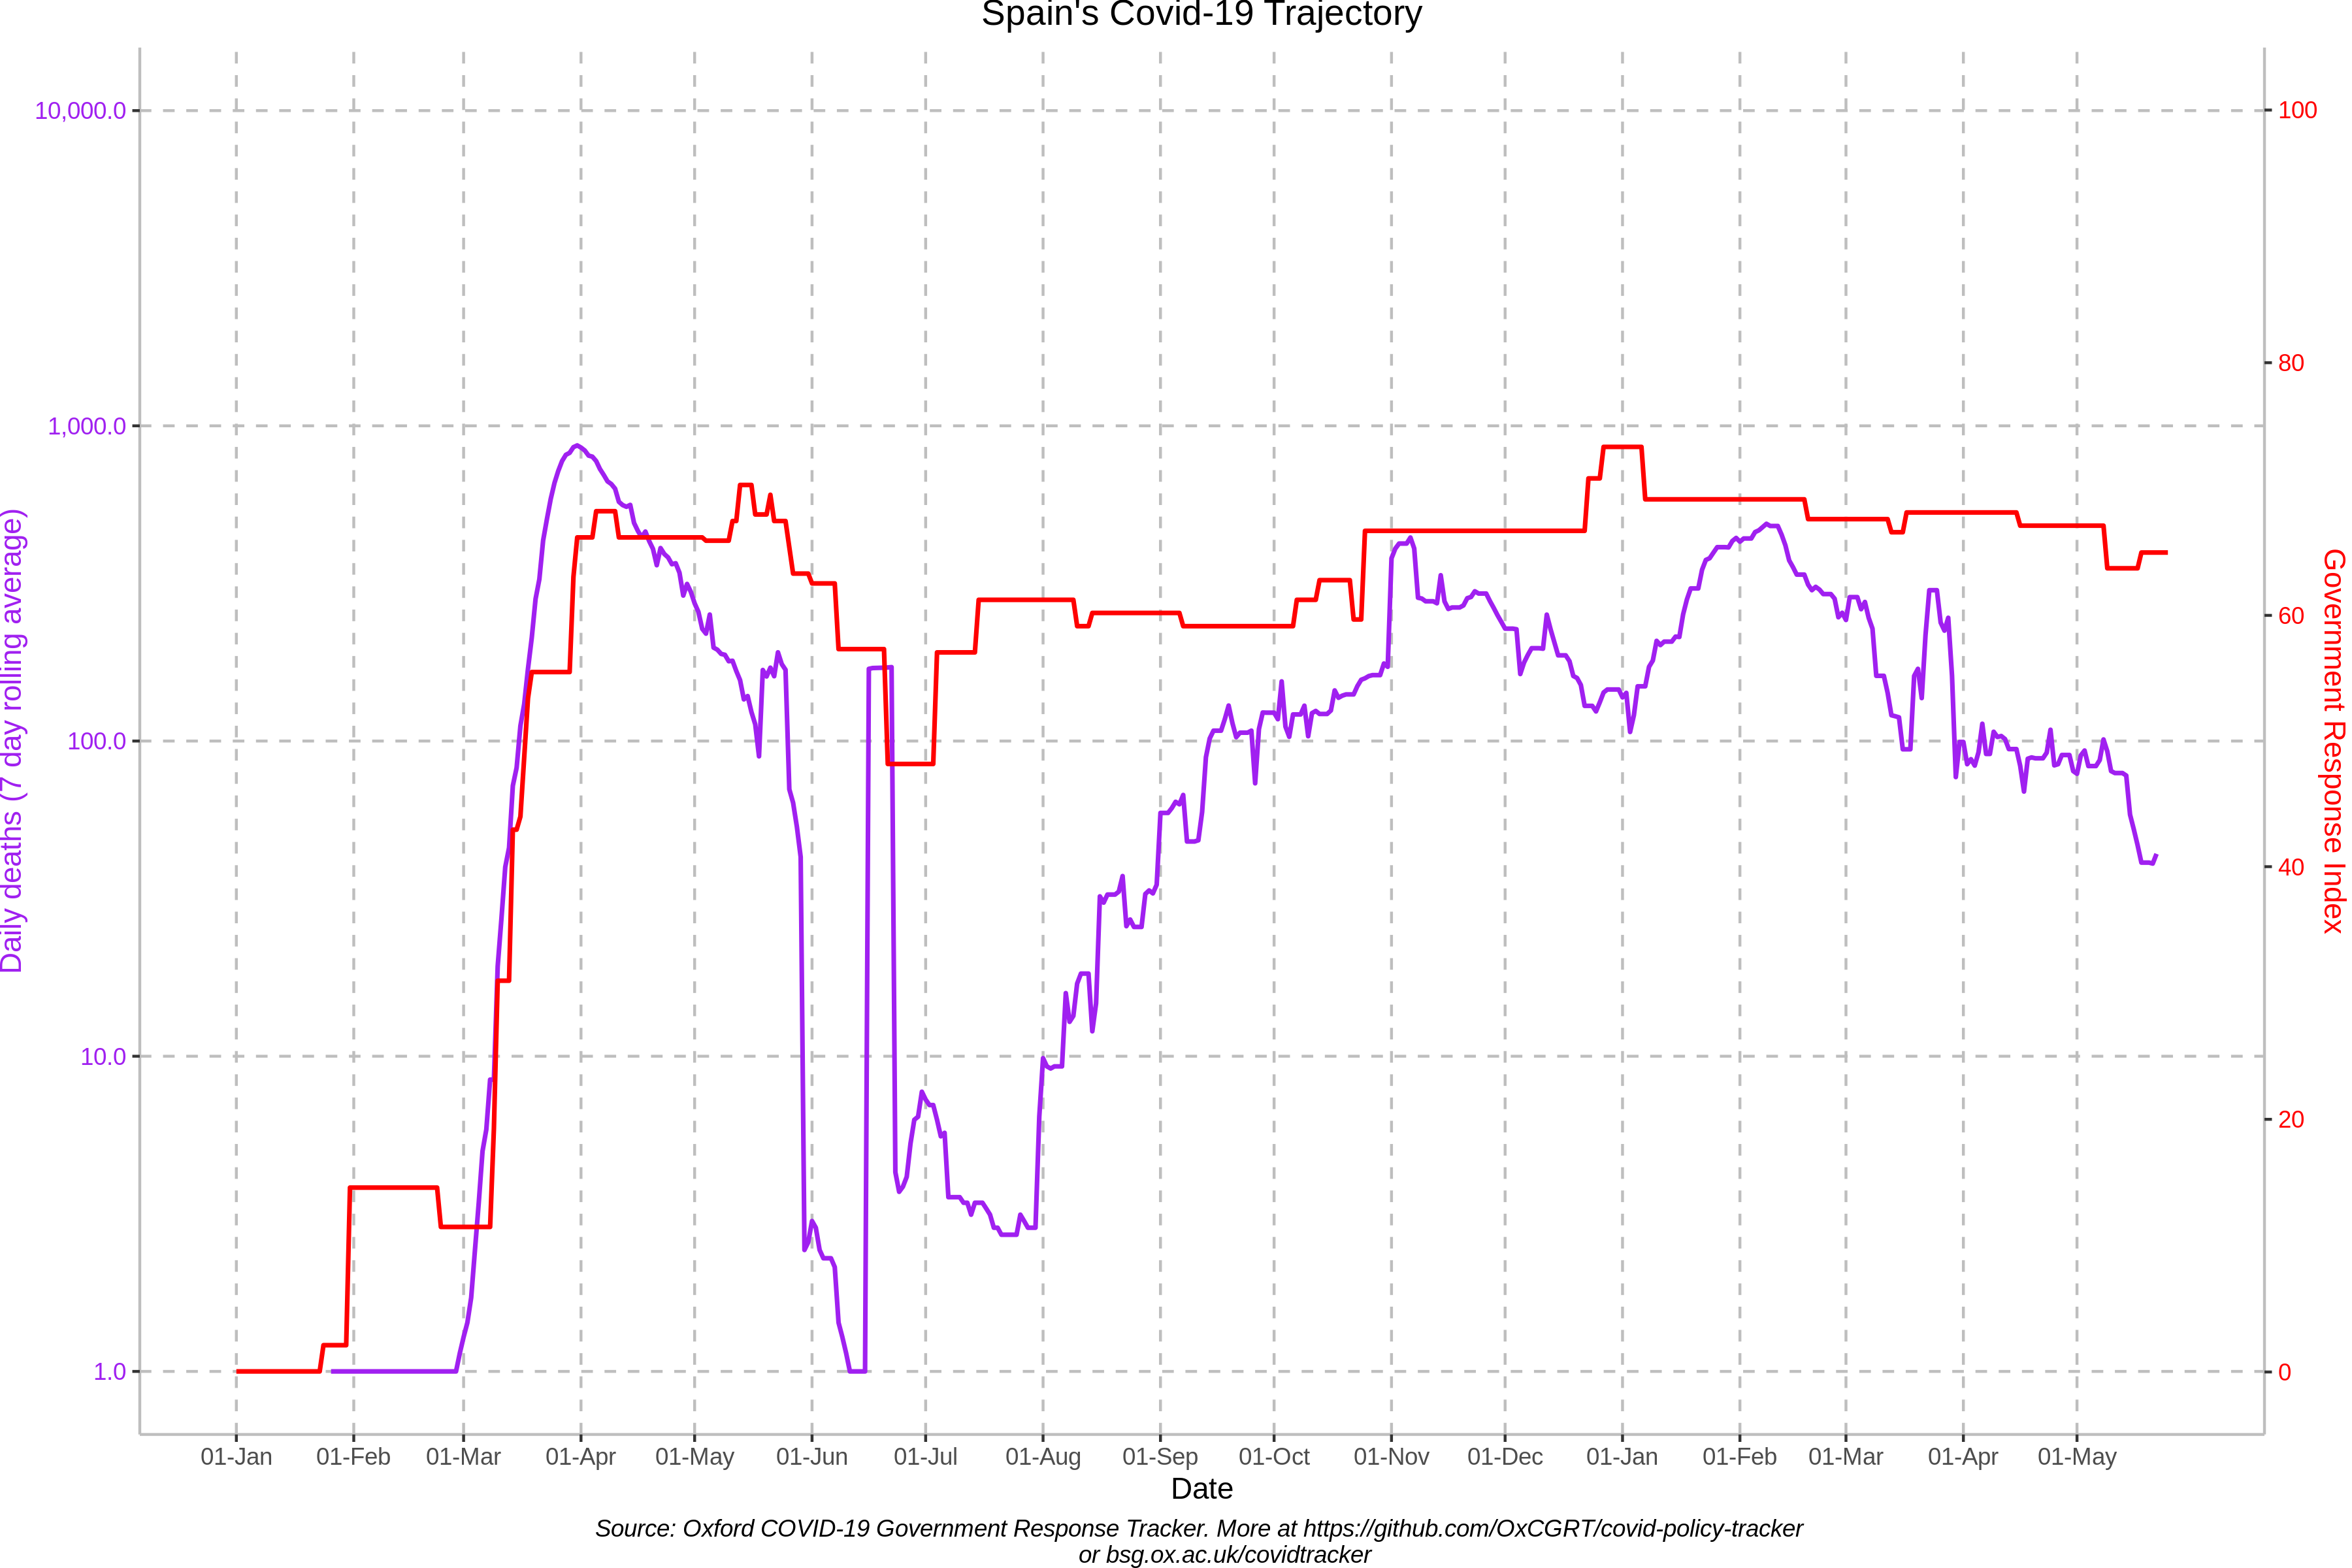 Spain's Covid-19 Trajectory
10,000.0
1,000.0
100.0
10.0
1.0
Daily deaths (7 day rolling average)
100
80
60
40
20
0
Government Response Index
01-Jan 01-Feb 01-Mar 01-Apr 01-May 01-Jun 01-Jul 01-Aug 01-Sep 01-Oct 01-Nov 01-Dec 01-Jan 01-Feb 01-Mar 01-Apr 01-May
Date
Source: Oxford COVID-19 Government Response Tracker. More at https://github.com/OxCGRT/covid-policy-tracker
or bsg.ox.ac.uk/covidtracker